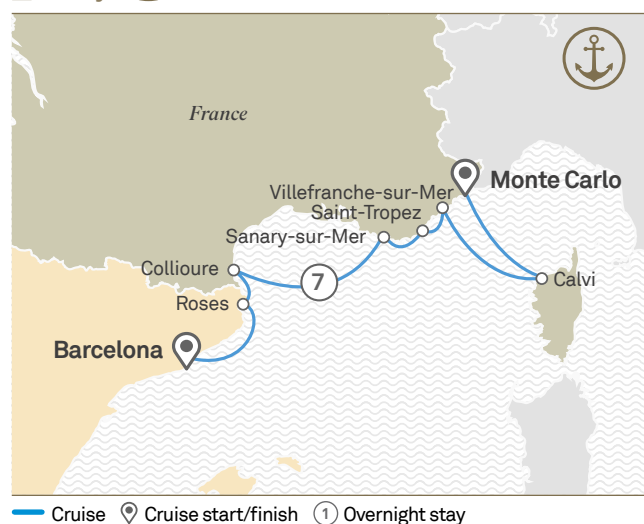 France
Monte Carlo
Villefranche-sur-Mer
Saint-Tropez
Sanary-sur-Mer
Collioure
7
Calvi
Roses
Barcelona
Cruise
Cruise start/finish
1 Overnight stay